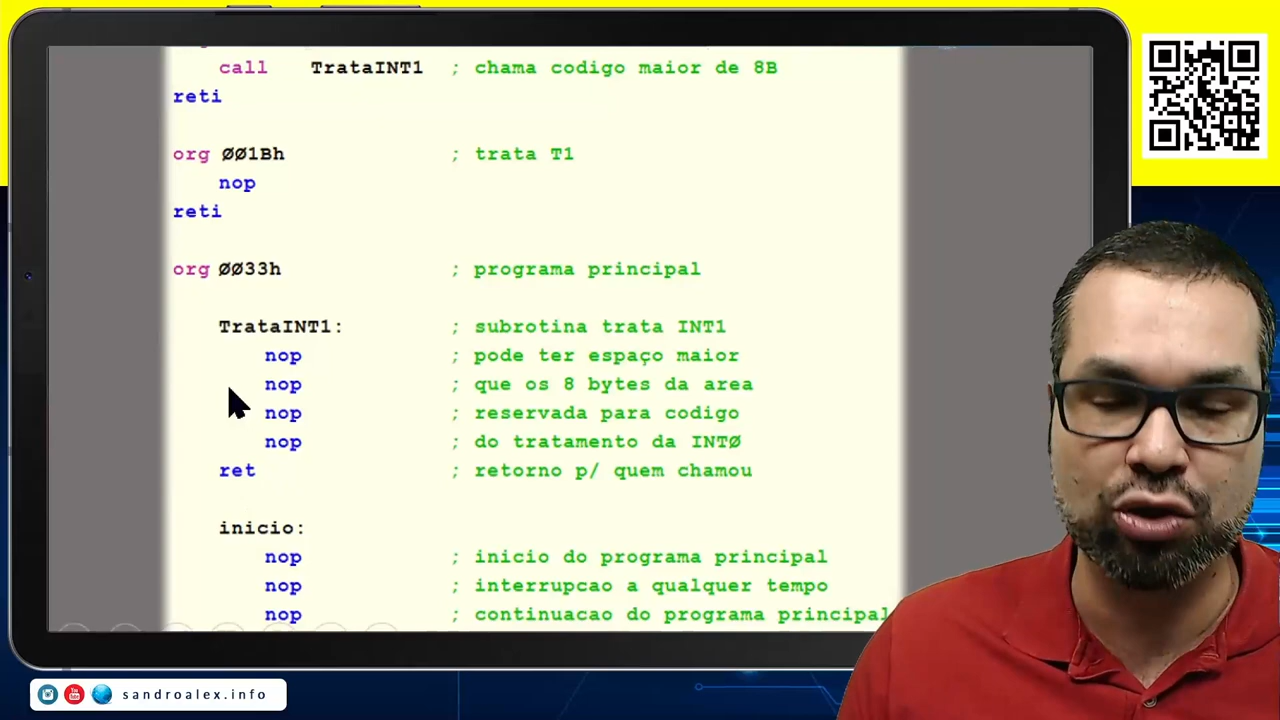 call TrataINT1 ; chama codigo maior de 8B
reti
org ØØ1Bh ; trata T1
nop
reti
org ØØ33h ; programa principal
TrataINT1: ; subrotina trata INT1
nop ; pode ter espaço maior
nop ; que os 8 bytes da area
nop ; reservada para codigo
nop ; do tratamento da INTØ
ret ; retorno p/ quem chamou
inicio:
nop ; inicio do programa principal
nop ; interrupcao a qualquer tempo
nop ; continuacao do programa principal
sandroalex.info